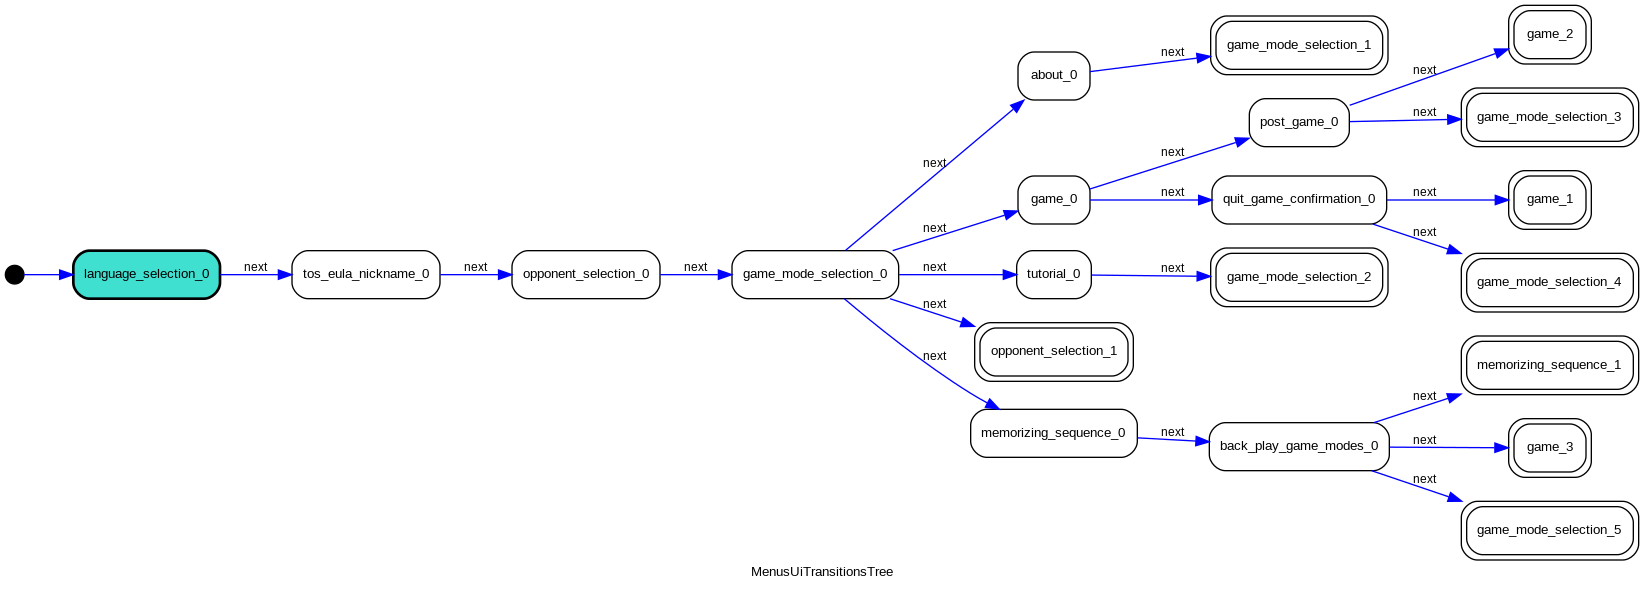 language_selection_0
next
tos_eula_nickname_0
next
opponent_selection_0
next
game_mode_selection_0
next
about_0
next
game_mode_selection_1
next
game_0
next
post_game_0
next
game_2
next
game_mode_selection_3
next
quit_game_confirmation_0
next
game_1
next
game_mode_selection_4
next
tutorial_0
next
game_mode_selection_2
next
opponent_selection_1
next
memorizing_sequence_0
next
back_play_game_modes_0
next
memorizing_sequence_1
next
game_3
next
game_mode_selection_5
MenusUiTransitionsTree